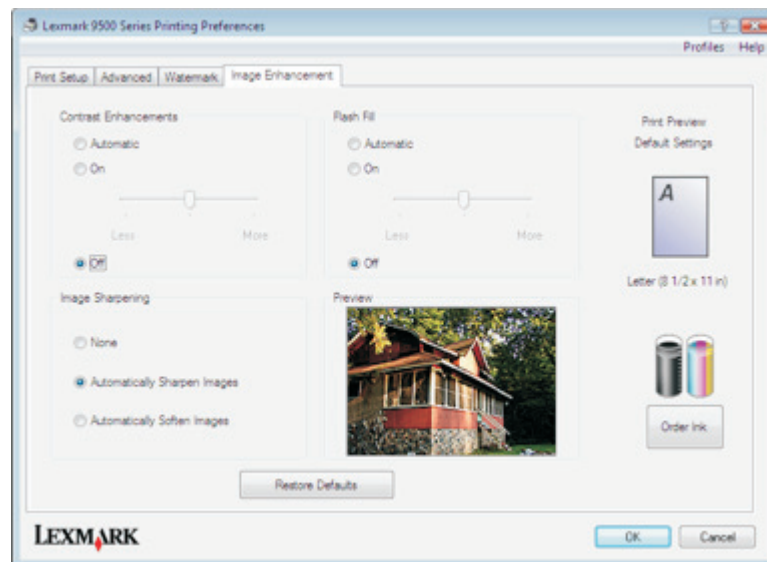 Lexmark 9500 Series Printing Preferences
Profiles Help
Print Setup Advanced Watermark Image Enhancement
Contrast Enhancements
Automatic
On
Less More
Off
Flash Fill
Automatic
On
Less More
Off
Print Preview
Default Settings
A
Letter (8 1/2 x 11 in)
Image Sharpening
None
Automatically Sharpen Images
Automatically Soften Images
Preview
Order Ink
Restore Defaults
LEXMARK
OK Cancel